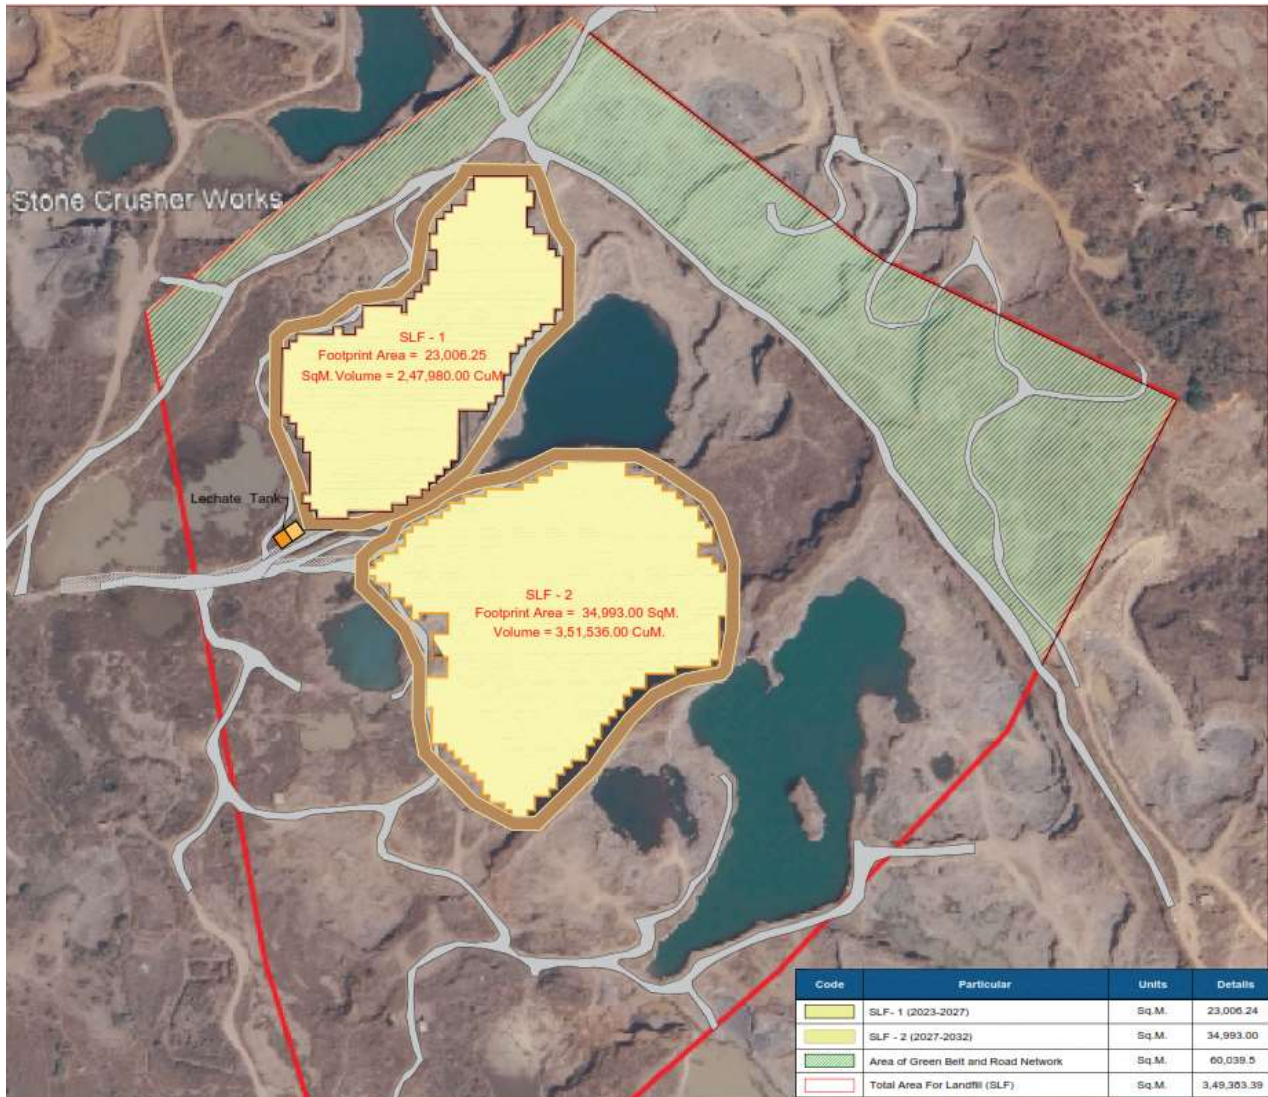 Stone Crusher Works
SLF - 1
Footprint Area = 23,006.25
SqM. Volume = 2,47,980.00 CuM
Lechate Tank
SLF - 2
Footprint Area = 34,993.00 SqM.
Volume = 3,51,536.00 CuM.
Code Particular Units Details
SLF- 1 (2023-2027) Sq.M. 23,006.24
SLF - 2 (2027-2032) Sq.M. 34,993.00
Area of Green Belt and Road Network Sq.M. 60,039.5
Total Area For Landfill (SLF) Sq.M. 3,49,383.39